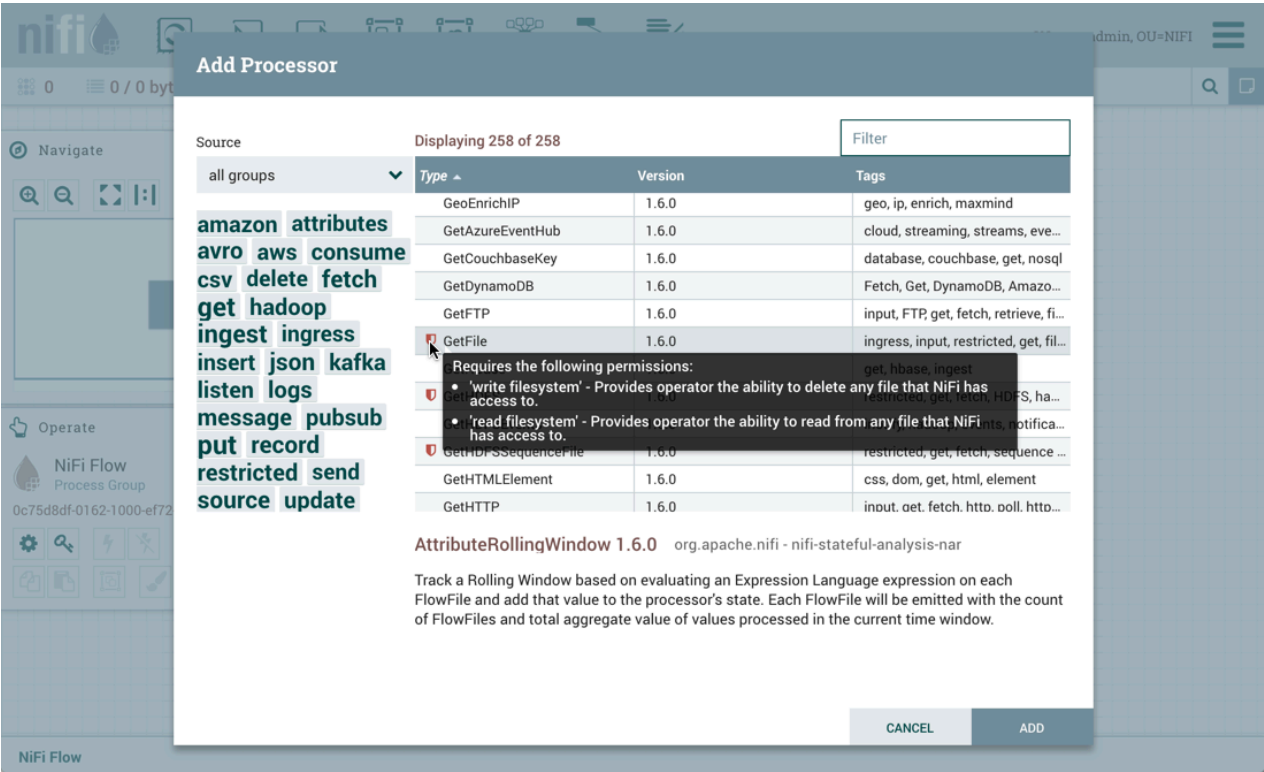 nifi
dmin, OU=NIFI
0
0 / 0 byt
Add Processor
Navigate
Source
Displaying 258 of 258
Filter
all groups
Type
Version
Tags
amazon attributes
avro aws consume
csv delete fetch
get hadoop
ingest ingress
insert json kafka
listen logs
message pubsub
put record
restricted send
source update
GeoEnrichIP 1.6.0 geo, ip, enrich, maxmind
GetAzureEventHub 1.6.0 cloud, streaming, streams, eve...
GetCouchbaseKey 1.6.0 database, couchbase, get, nosql
GetDynamoDB 1.6.0 Fetch, Get, DynamoDB, Amazo...
GetFTP 1.6.0 input, FTP, get, fetch, retrieve, fi...
GetFile 1.6.0 ingress, input, restricted, get, fil...
get, hbase, ingest
Requires the following permissions:
'write filesystem' - Provides operator the ability to delete any file that NiFi has
access to.
restricted, get, fetch, HDFS, ha...
'read filesystem' - Provides operator the ability to read from any file that NiFi
has access to.
notifica...
GetHDFSSequenceFile 1.6.0 restricted, get, fetch, sequence ...
GetHTMLElement 1.6.0 css, dom, get, html, element
GetHTTP 1.6.0 input, get, fetch, http, poll, http...
Operate
NiFi Flow
Process Group
0c75d8df-0162-1000-ef72
AttributeRollingWindow 1.6.0 org.apache.nifi - nifi-stateful-analysis-nar
Track a Rolling Window based on evaluating an Expression Language expression on each
FlowFile and add that value to the processor's state. Each FlowFile will be emitted with the count
of FlowFiles and total aggregate value of values processed in the current time window.
CANCEL
ADD
NiFi Flow